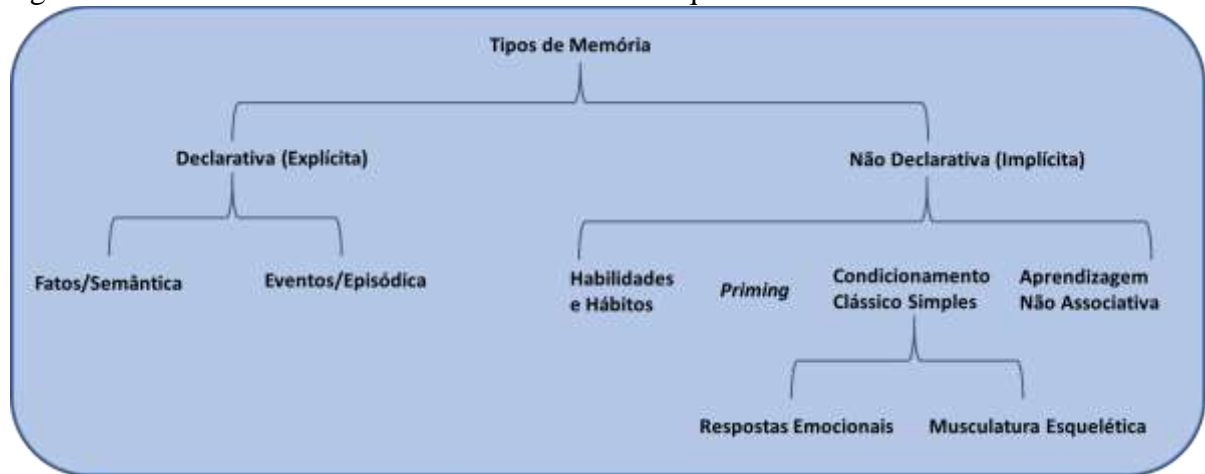 Tipos de Memória
Declarativa (Explícita)
Não Declarativa (Implícita)
Fatos/Semântica
Eventos/Episódica
Habilidades
e Hábitos
Priming
Condicionamento
Clássico Simples
Aprendizagem
Não Associativa
Respostas Emocionais
Musculatura Esquelética